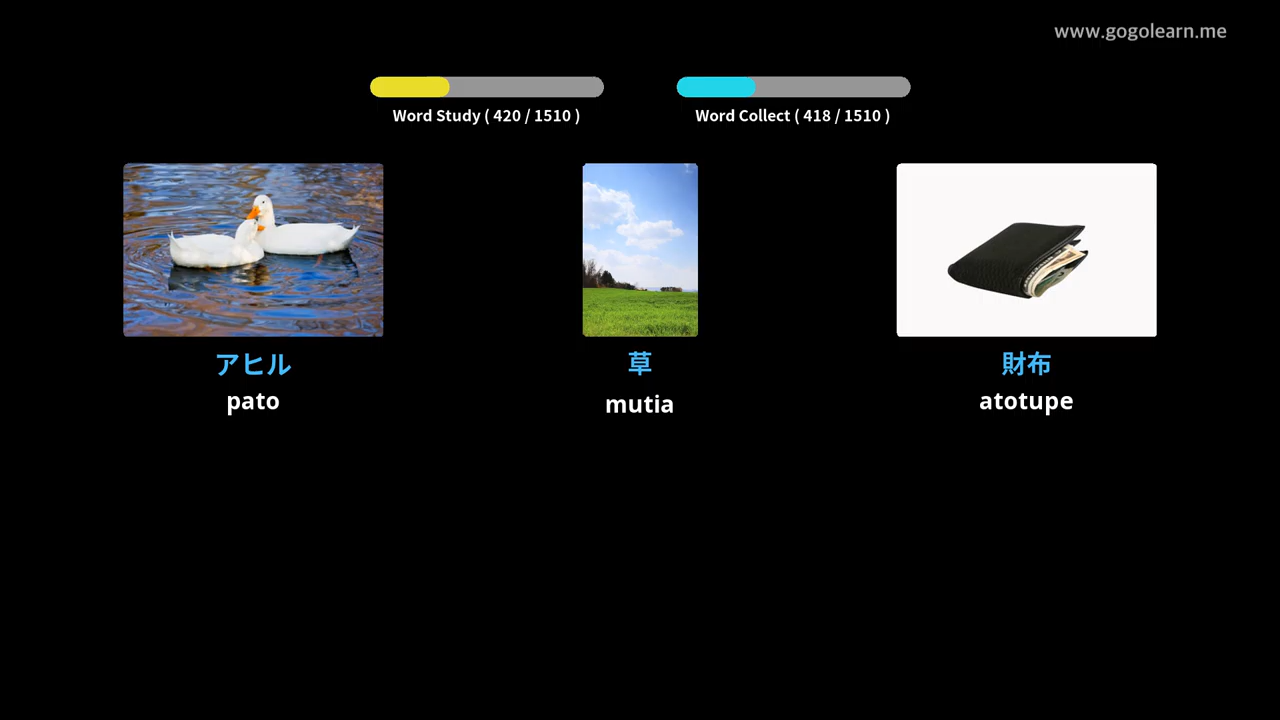 www.gogolearn.me
Word Study ( 420 / 1510 )
Word Collect ( 418 / 1510 )
アヒル
pato
草
mutia
財布
atotupe